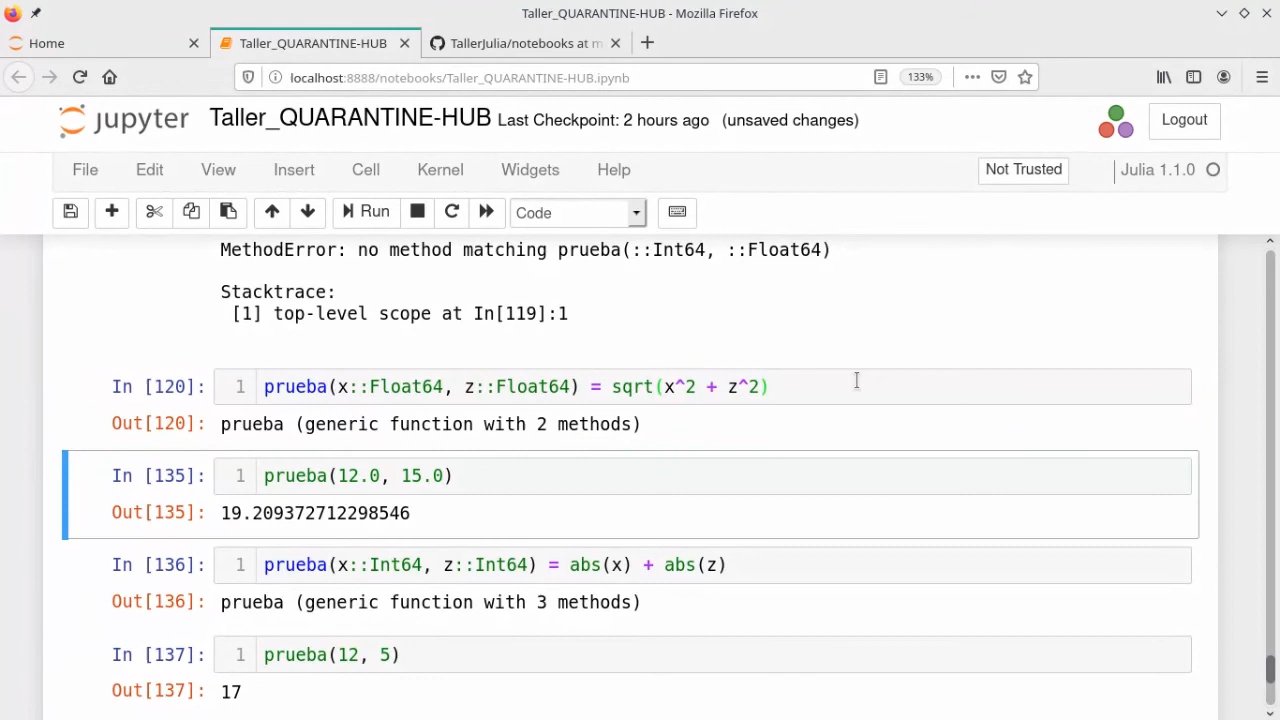 Taller_QUARANTINE-HUB - Mozilla Firefox
Home
Taller_QUARANTINE-HUB
TallerJulia/notebooks at m
localhost:8888/notebooks/Taller_QUARANTINE-HUB.ipynb
133%
jupyter Taller_QUARANTINE-HUB Last Checkpoint: 2 hours ago (unsaved changes)
Logout
File Edit View Insert Cell Kernel Widgets Help
Not Trusted
Julia 1.1.0
Run
Code
MethodError: no method matching prueba(::Int64, ::Float64)
Stacktrace:
[1] top-level scope at In[119]:1
In [120]: 1 prueba(x::Float64, z::Float64) = sqrt(x^2 + z^2)
Out[120]: prueba (generic function with 2 methods)
In [135]: 1 prueba(12.0, 15.0)
Out[135]: 19.209372712298546
In [136]: 1 prueba(x::Int64, z::Int64) = abs(x) + abs(z)
Out[136]: prueba (generic function with 3 methods)
In [137]: 1 prueba(12, 5)
Out[137]: 17